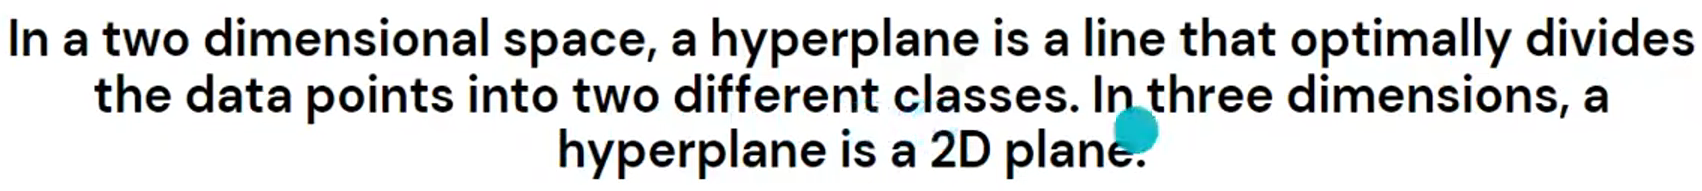 In a two dimensional space, a hyperplane is a line that optimally divides
the data points into two different classes. In three dimensions, a
hyperplane is a 2D plane.